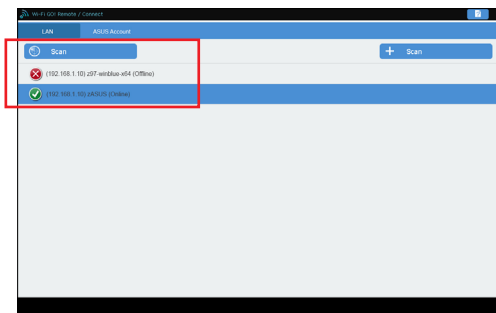 Wi-Fi GO! Remote / Connect
LAN
ASUS Account
Scan
Scan
(192.168.1.10) z97-winblue-x64 (Offline)
(192.168.1.10) zASUS (Online)